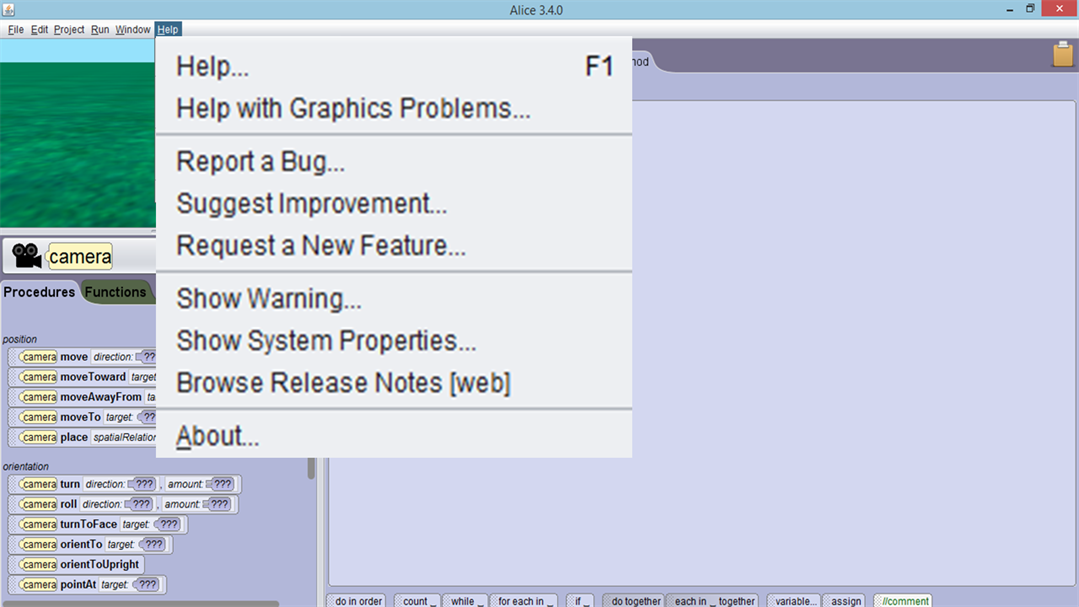 Alice 3.4.0
File Edit Project Run Window Help
Help... F1
Help with Graphics Problems...
Report a Bug...
Suggest Improvement...
Request a New Feature...
Show Warning...
Show System Properties...
Browse Release Notes [web]
About...
camera
Procedures Functions
position
camera move direction: ??
camera moveToward target
camera moveAwayFrom ta
camera moveTo target: ??
camera place spatialRelation
orientation
camera turn direction: ??? , amount: ???
camera roll direction: ??? , amount: ???
camera turnToFace target: ???
camera orientTo target: ???
camera orientToUpright
camera pointAt target: ???
do in order count _ while _ for each in _ if _ do together each in _ together variable... assign //comment